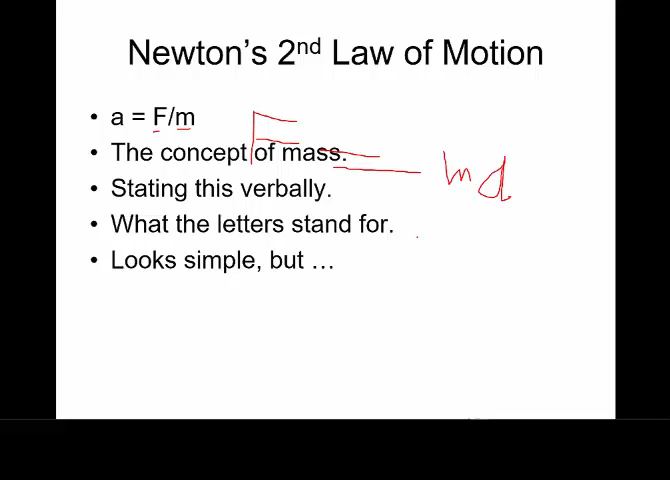 Newton's 2nd Law of Motion
• a = F/m
• The concept of mass.
• Stating this verbally.
• What the letters stand for.
• Looks simple, but …
F = ma